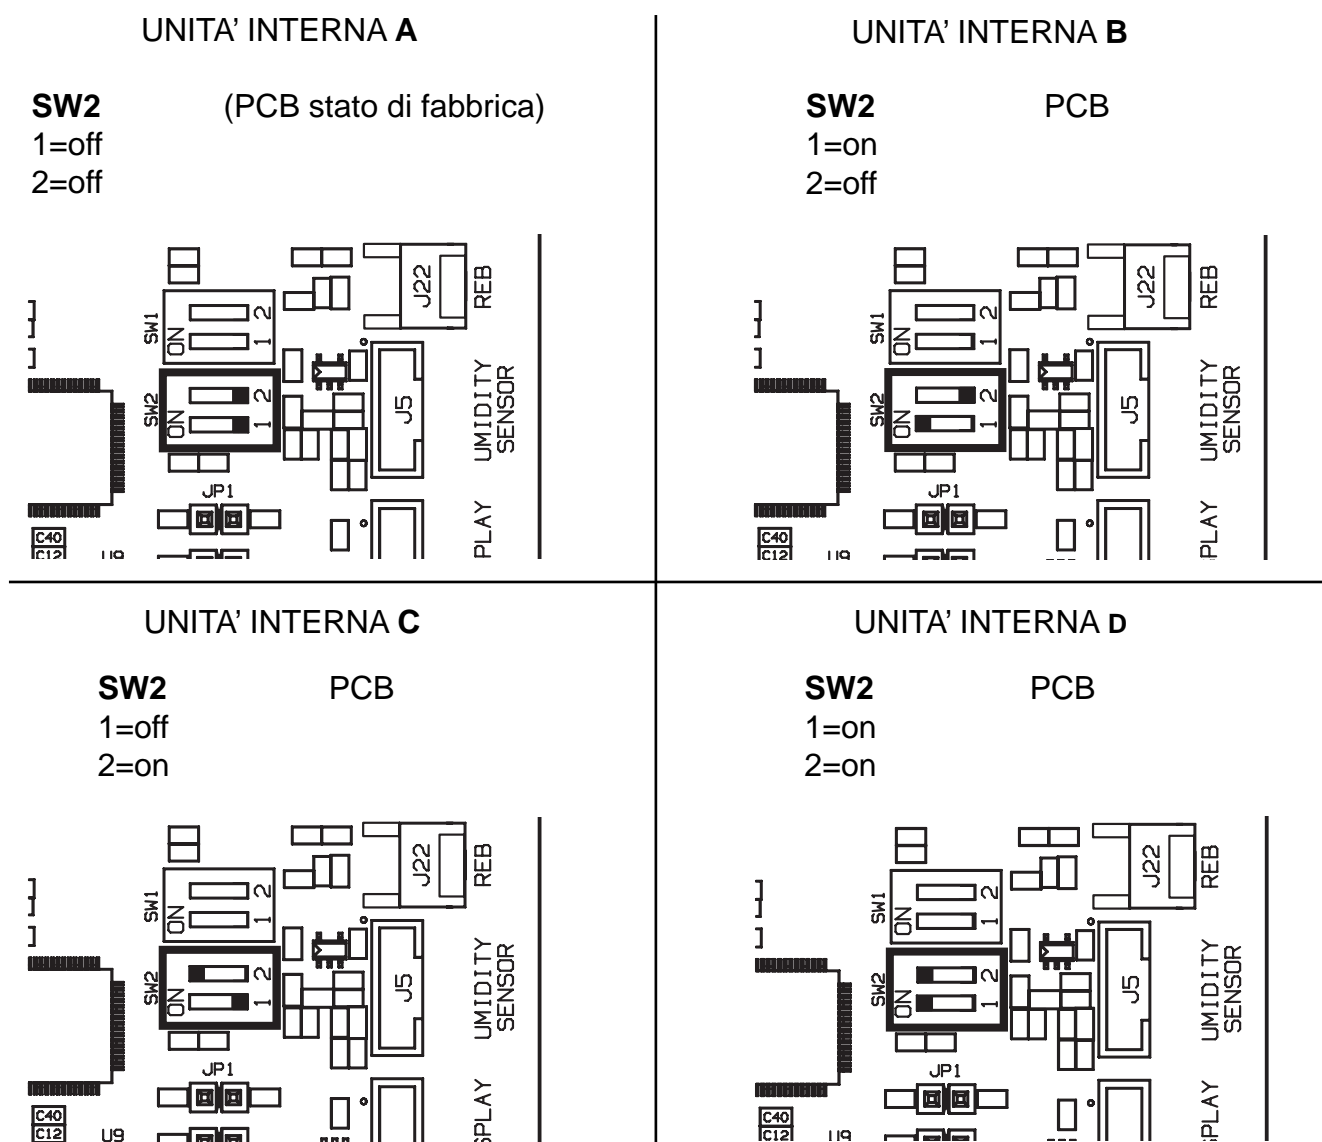 UNITA' INTERNA A
SW2 (PCB stato di fabbrica)
1=off
2=off
SW1
ON
2
1
J22
REB
SW2
ON
2
1
J5
UMIDITY
SENSOR
JP1
PLAY
C40
C12
U9
UNITA' INTERNA B
SW2 PCB
1=on
2=off
SW1
ON
2
1
J22
REB
SW2
ON
2
1
J5
UMIDITY
SENSOR
JP1
PLAY
C40
C12
U9
UNITA' INTERNA C
SW2 PCB
1=off
2=on
SW1
ON
2
1
J22
REB
SW2
ON
2
1
J5
UMIDITY
SENSOR
JP1
SPLAY
C40
C12
U9
UNITA' INTERNA D
SW2 PCB
1=on
2=on
SW1
ON
2
1
J22
REB
SW2
ON
2
1
J5
UMIDITY
SENSOR
JP1
SPLAY
C40
C12
U9